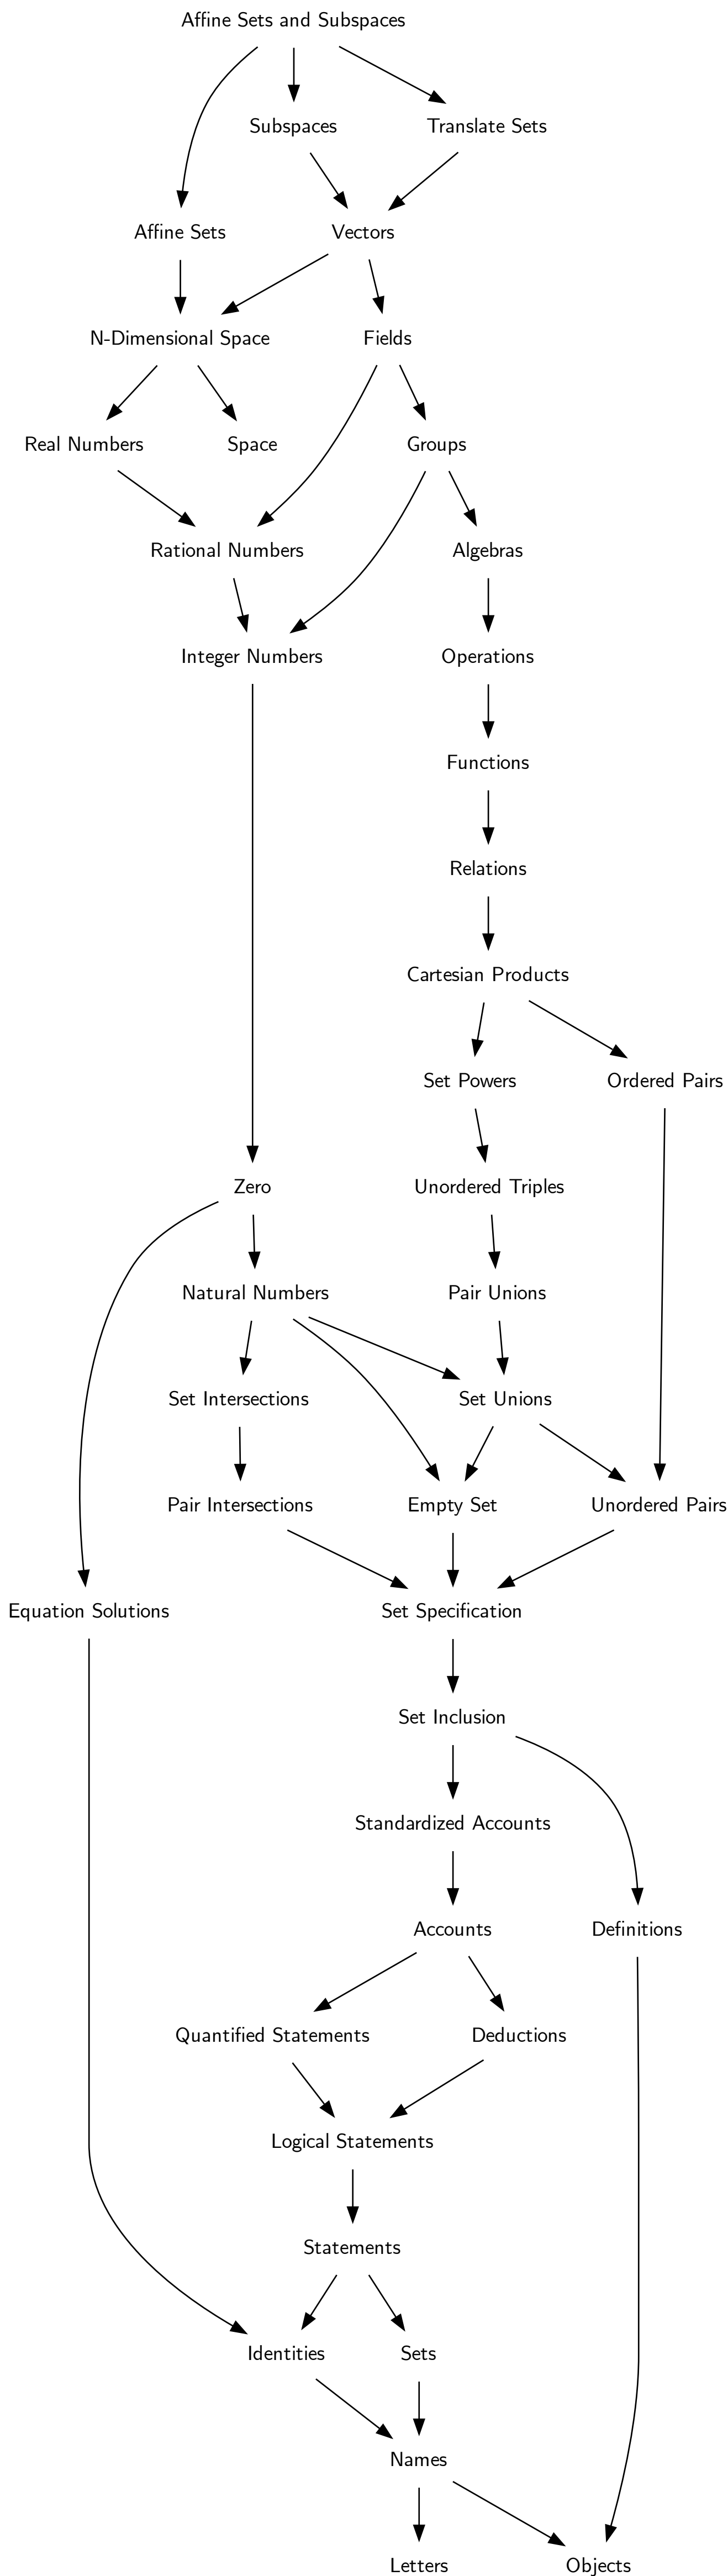 Affine Sets and Subspaces
Subspaces
Translate Sets
Affine Sets
Vectors
N-Dimensional Space
Fields
Real Numbers
Space
Groups
Rational Numbers
Algebras
Integer Numbers
Operations
Functions
Relations
Cartesian Products
Set Powers
Ordered Pairs
Zero
Unordered Triples
Natural Numbers
Pair Unions
Set Intersections
Set Unions
Pair Intersections
Empty Set
Unordered Pairs
Equation Solutions
Set Specification
Set Inclusion
Standardized Accounts
Accounts
Definitions
Quantified Statements
Deductions
Logical Statements
Statements
Identities
Sets
Names
Letters
Objects